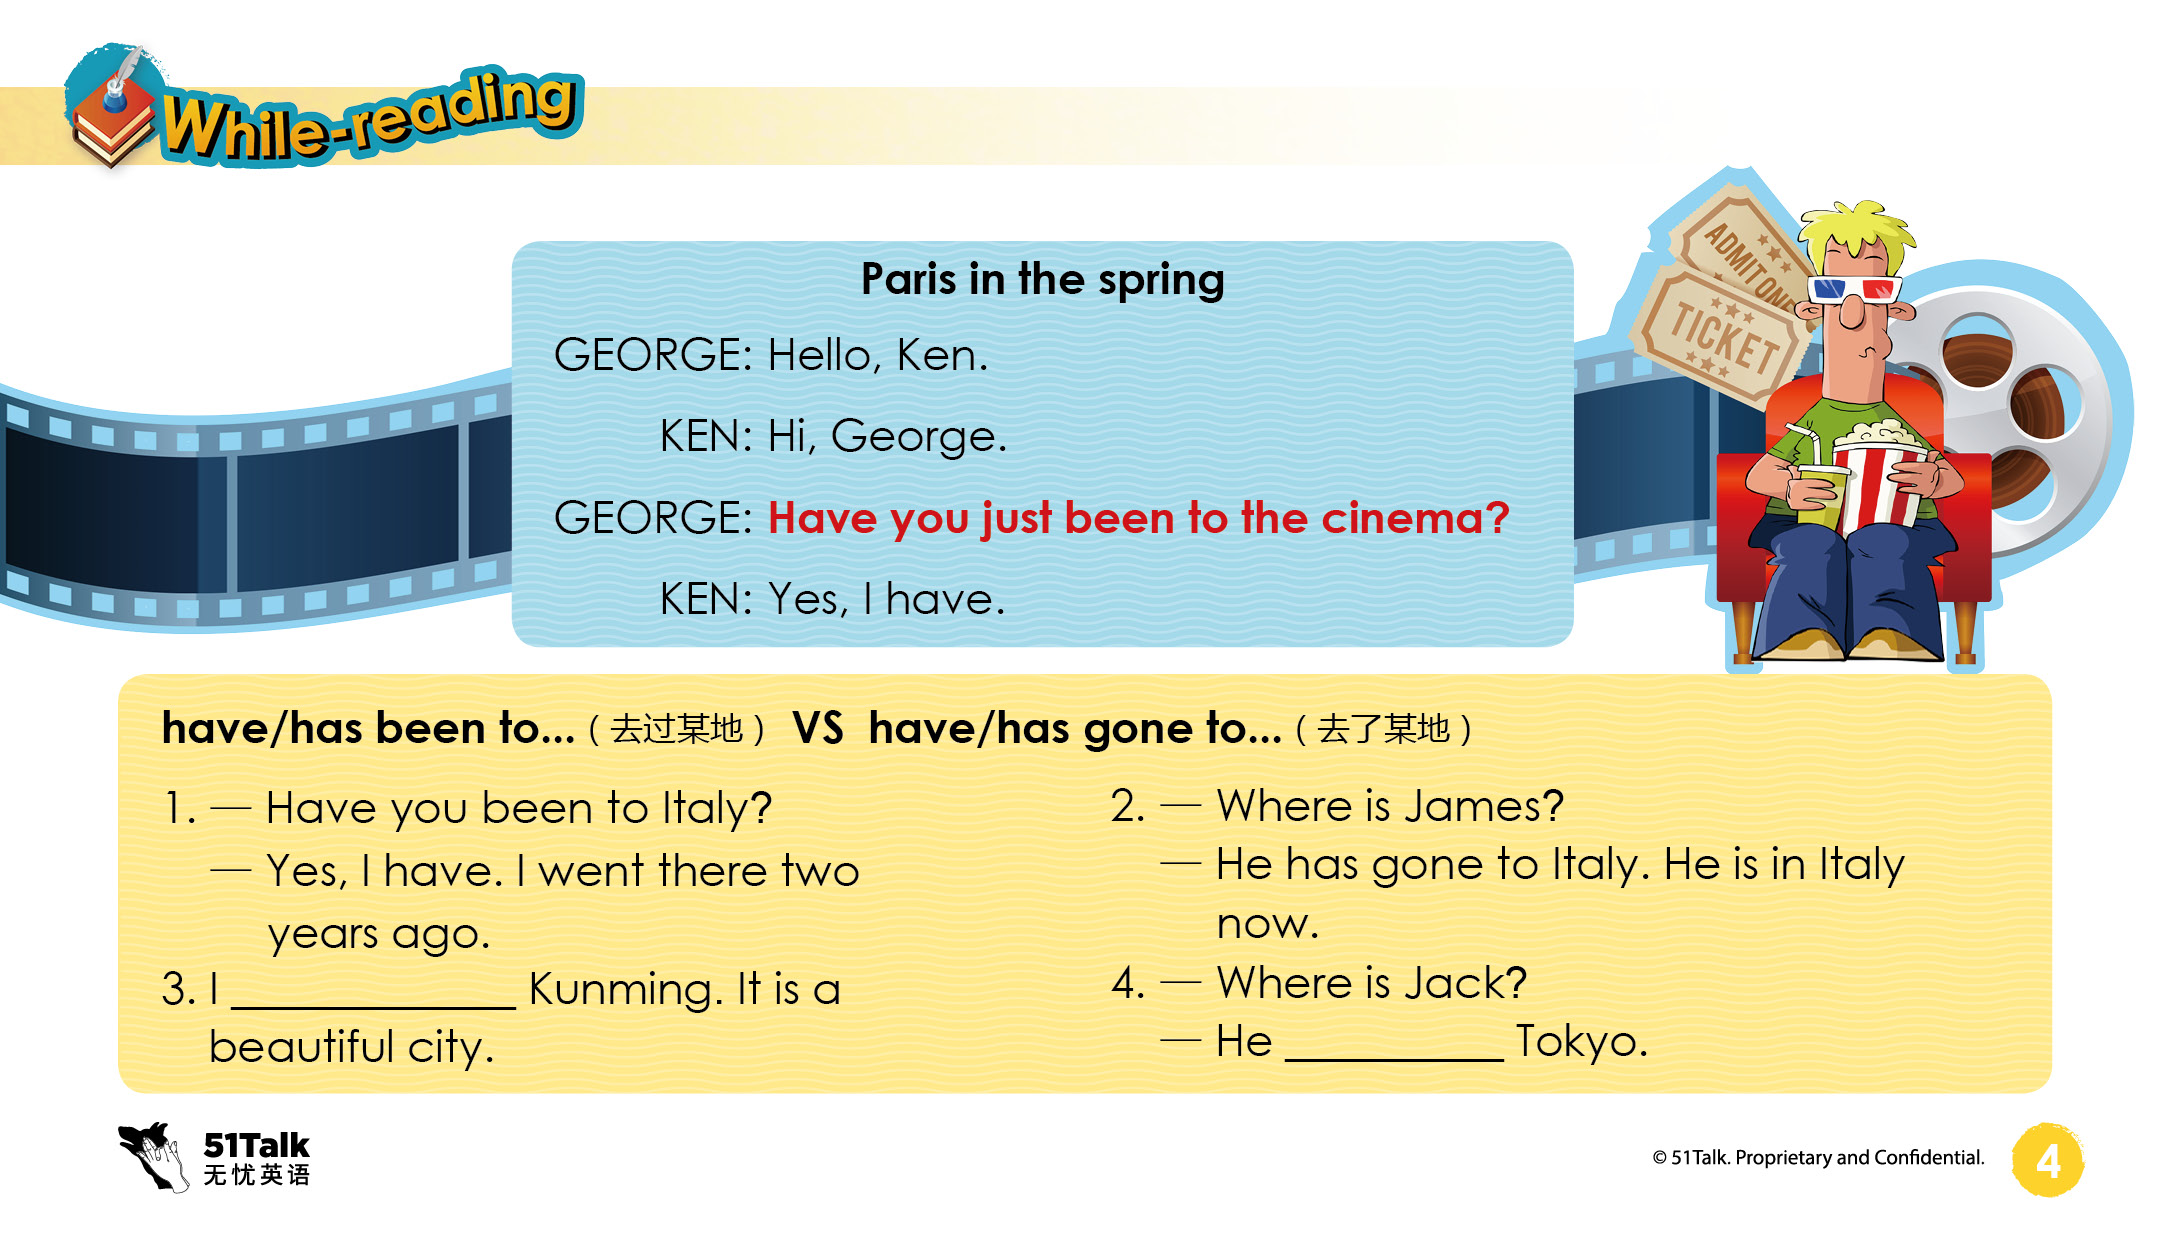 While-reading
Paris in the spring
GEORGE: Hello, Ken.
KEN: Hi, George.
GEORGE: Have you just been to the cinema?
KEN: Yes, I have.
ADMIT ONE
TICKET
have/has been to...（去过某地） VS have/has gone to...（去了某地）
1. — Have you been to Italy?
— Yes, I have. I went there two
years ago.
2. — Where is James?
— He has gone to Italy. He is in Italy
now.
3. I _____________ Kunming. It is a
beautiful city.
4. — Where is Jack?
— He __________ Tokyo.
51Talk
无忧英语
© 51Talk. Proprietary and Confidential.
4